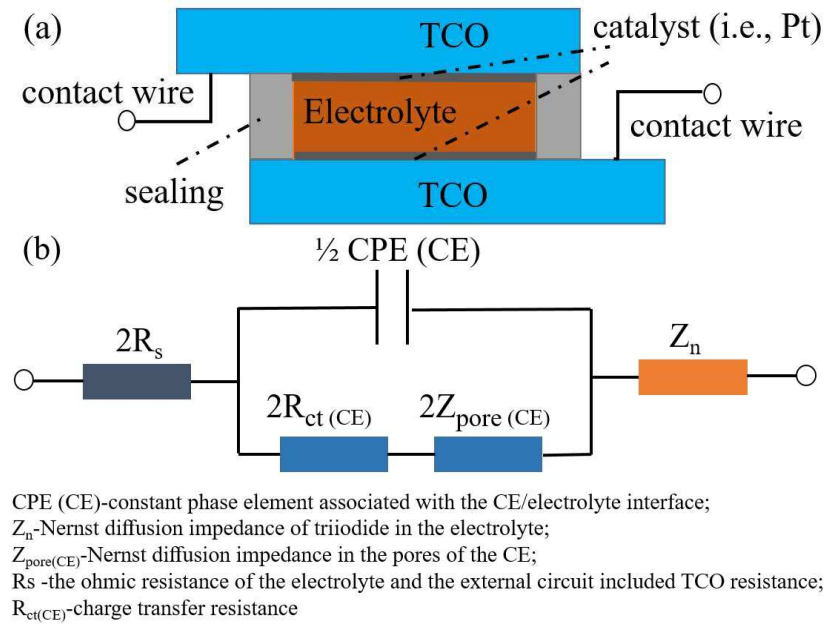 (a)
TCO
catalyst (i.e., Pt)
contact wire
Electrolyte
contact wire
sealing
TCO
(b)
½ CPE (CE)
2Rs
Zn
2Rct (CE)
2Zpore (CE)
CPE (CE)-constant phase element associated with the CE/electrolyte interface;
Zn-Nernst diffusion impedance of triiodide in the electrolyte;
Zpore(CE)-Nernst diffusion impedance in the pores of the CE;
Rs -the ohmic resistance of the electrolyte and the external circuit included TCO resistance;
Rct(CE)-charge transfer resistance